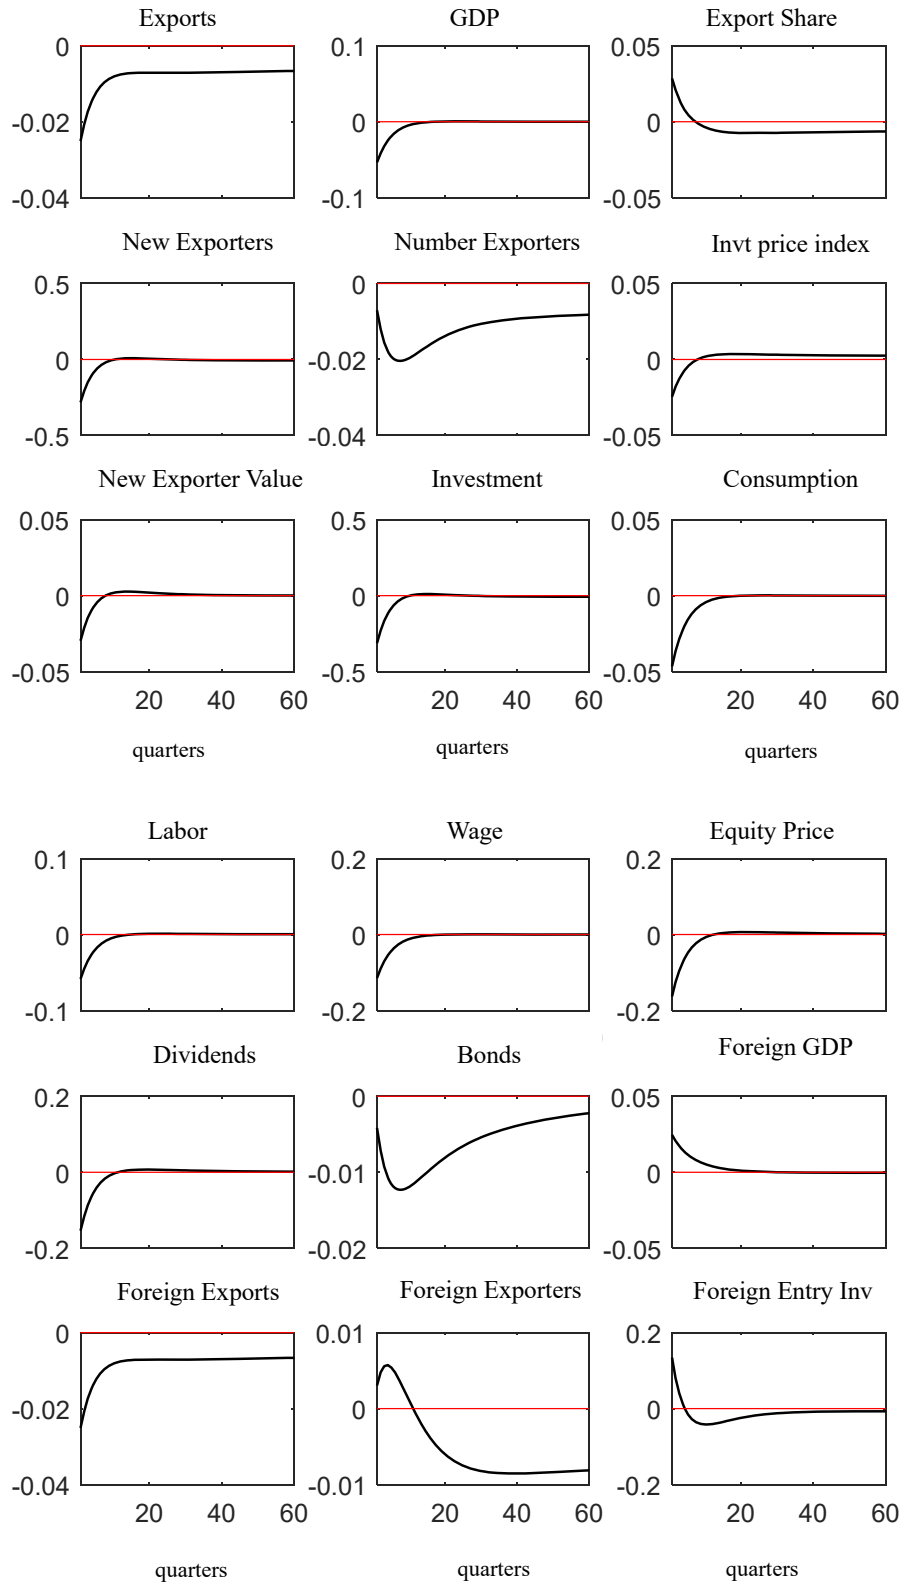 Exports GDP Export Share
0 0.1 0.05
-0.02 0 0
-0.04 -0.1 -0.05
New Exporters Number Exporters Invt price index
0.5 0 0.05
0 -0.02 0
-0.5 -0.04 -0.05
New Exporter Value Investment Consumption
0.05 0.5 0.05
0 0 0
-0.05 -0.5 -0.05
20 40 60 20 40 60 20 40 60
quarters quarters quarters
Labor Wage Equity Price
0.1 0.2 0.2
0 0 0
-0.1 -0.2 -0.2
Dividends Bonds Foreign GDP
0.2 0 0.05
0 -0.01 0
-0.2 -0.02 -0.05
Foreign Exports Foreign Exporters Foreign Entry Inv
0 0.01 0.2
-0.02 0 0
-0.04 -0.01 -0.2
20 40 60 20 40 60 20 40 60
quarters quarters quarters